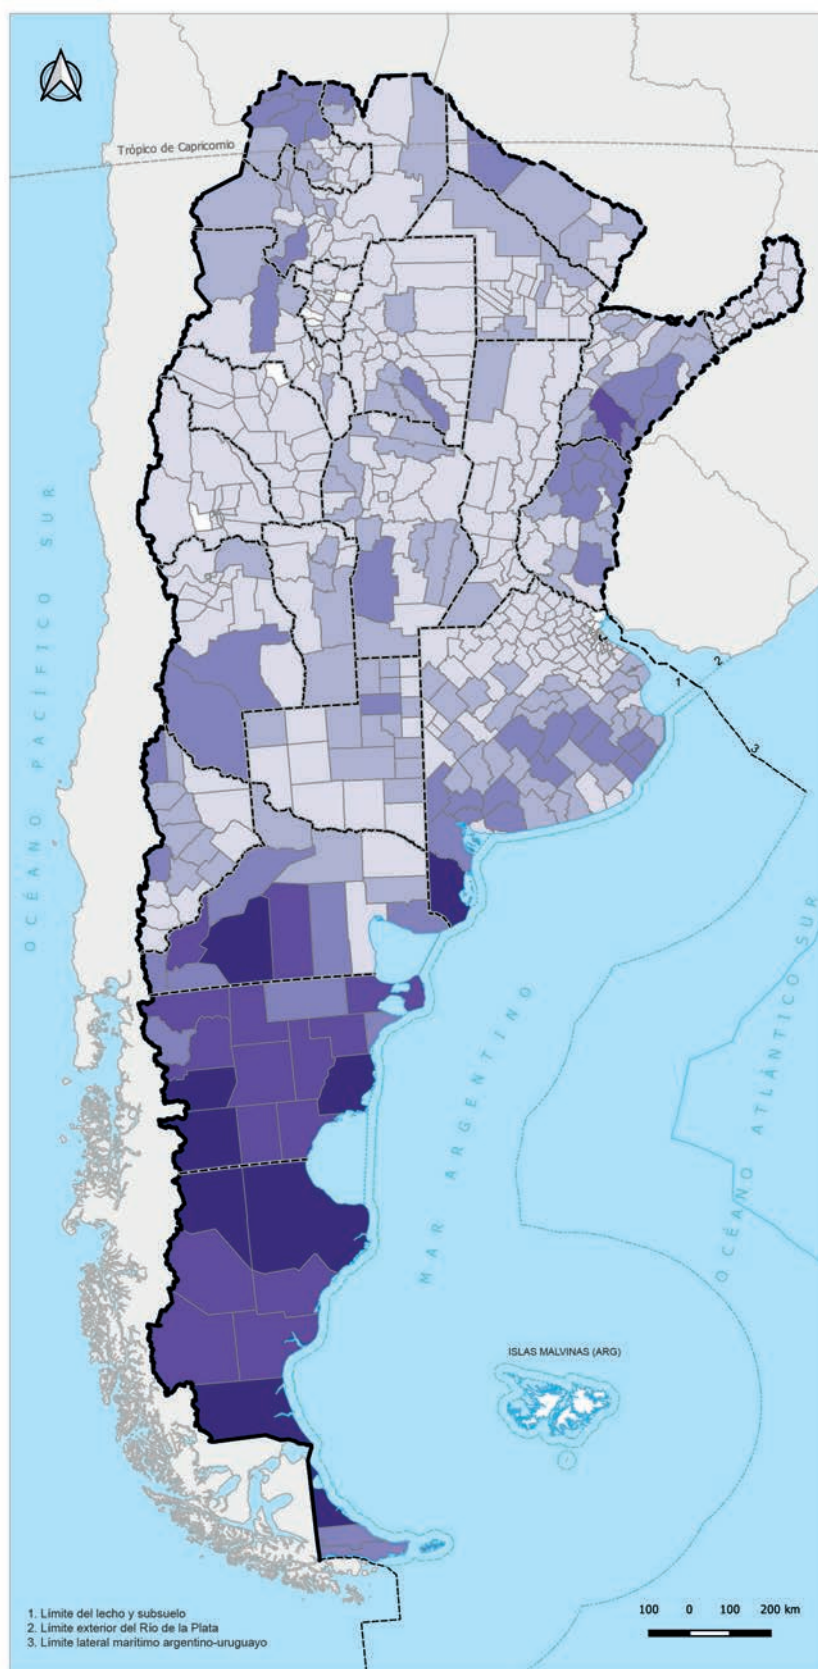 Trópico de Capricornio
OCÉANO PACÍFICO SUR
1
2
3
MAR ARGENTINO
OCÉANO ATLÁNTICO SUR
ISLAS MALVINAS (ARG)
1. Límite del lecho y subsuelo
2. Límite exterior del Río de la Plata
3. Límite lateral marítimo argentino-uruguayo
100 0 100 200 km